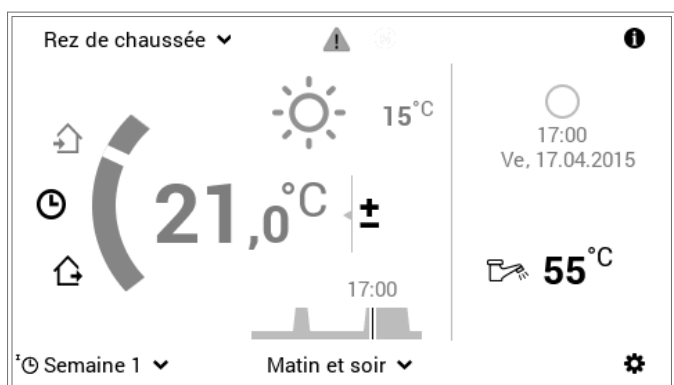 Rez de chaussée
15°C
17:00
Ve, 17.04.2015
21,0°C
±
55°C
17:00
Semaine 1
Matin et soir